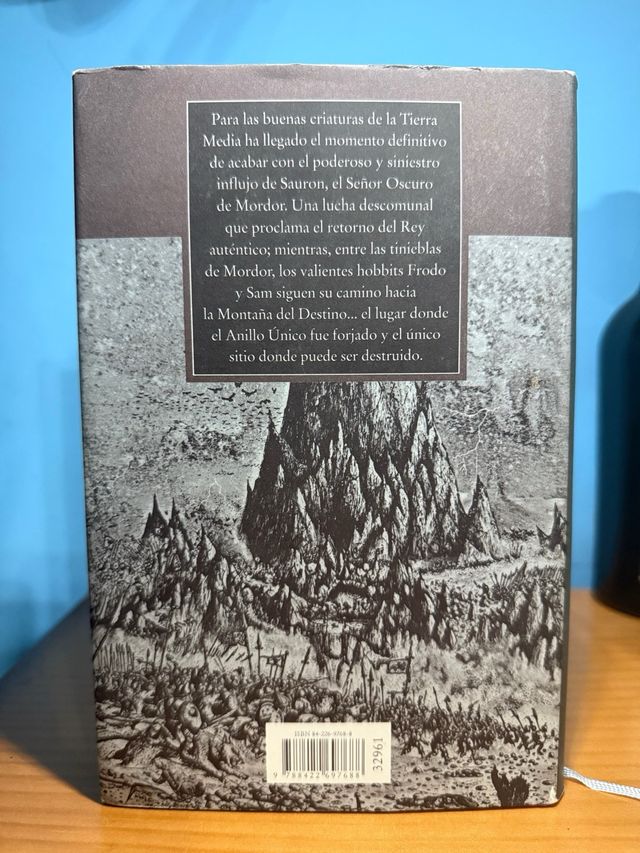 Para las buenas criaturas de la Tierra
Media ha llegado el momento definitivo
de acabar con el poderoso y siniestro
influjo de Sauron, el Señor Oscuro
de Mordor. Una lucha descomunal
que proclama el retorno del Rey
auténtico; mientras, entre las tinieblas
de Mordor, los valientes hobbits Frodo
y Sam siguen su camino hacia
la Montaña del Destino... el lugar donde
el Anillo Único fue forjado y el único
sitio donde puede ser destruido.
ISBN 84-226-9768-8
32961
9 788422 697688